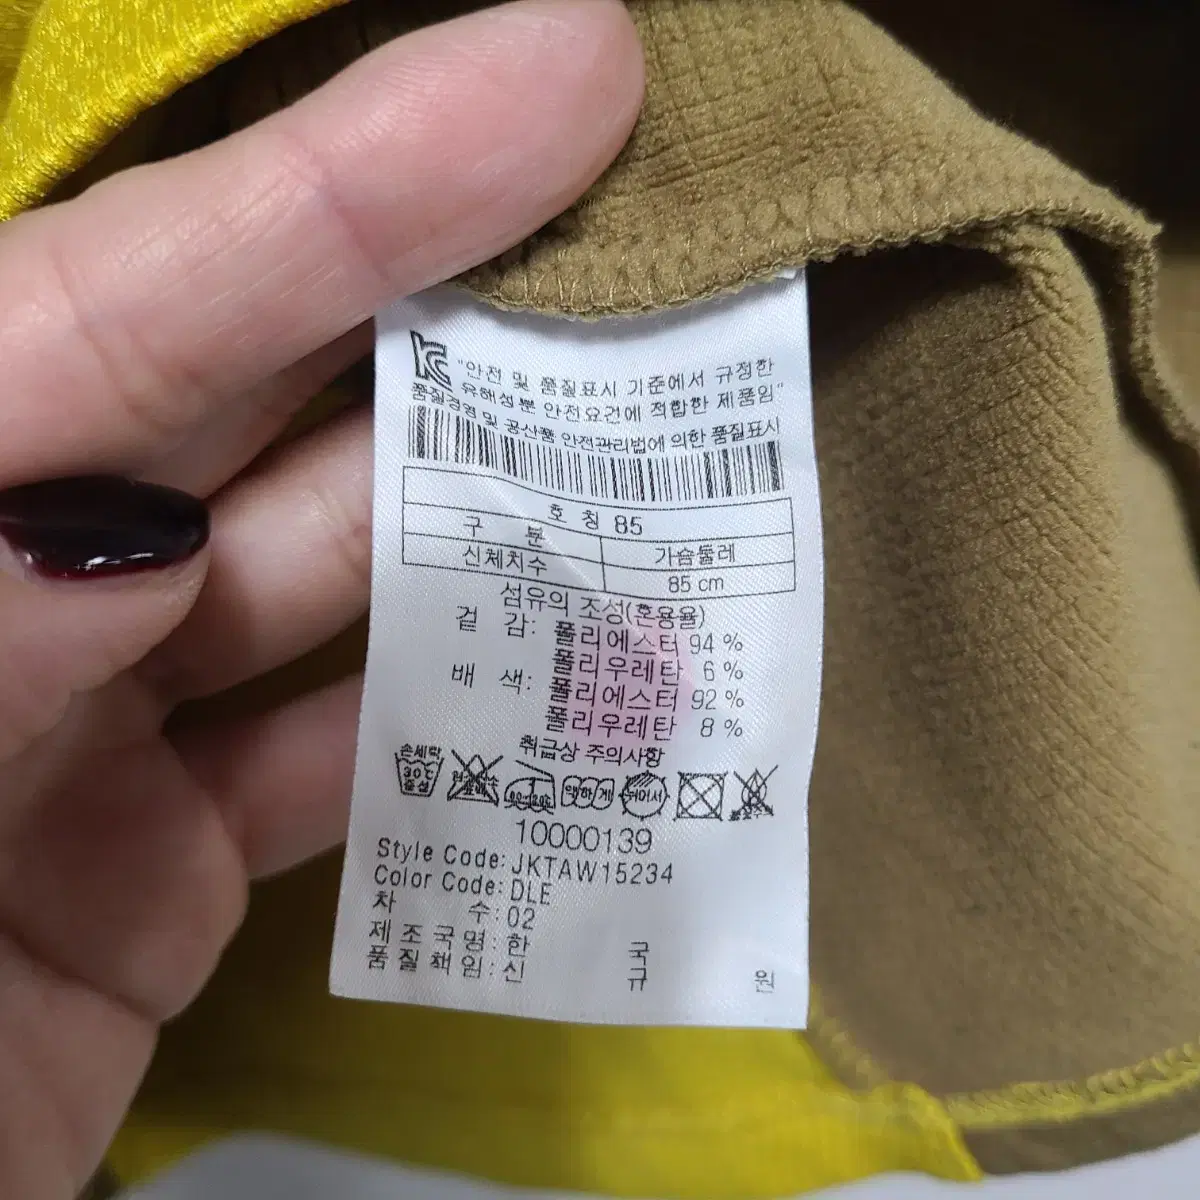 "안전 및 품질표시 기준에서 규정한
유해성분 안전요건에 적합한 제품임"
품질경영 및 공산품 안전관리법에 의한 품질표시
호 칭 85
구 분 가슴둘레
신체치수 85 cm
섬유의 조성(혼용율)
겉 감: 폴리에스터 94 %
폴리우레탄 6 %
배 색: 폴리에스터 92 %
폴리우레탄 8 %
취급상 주의사항
손세탁
30℃
중성
약하게
뉘어서
10000139
Style Code: JKTAW15234
Color Code: DLE
차 수: 02
제 조 국 명: 한 국
품 질 책 임: 신 규 원